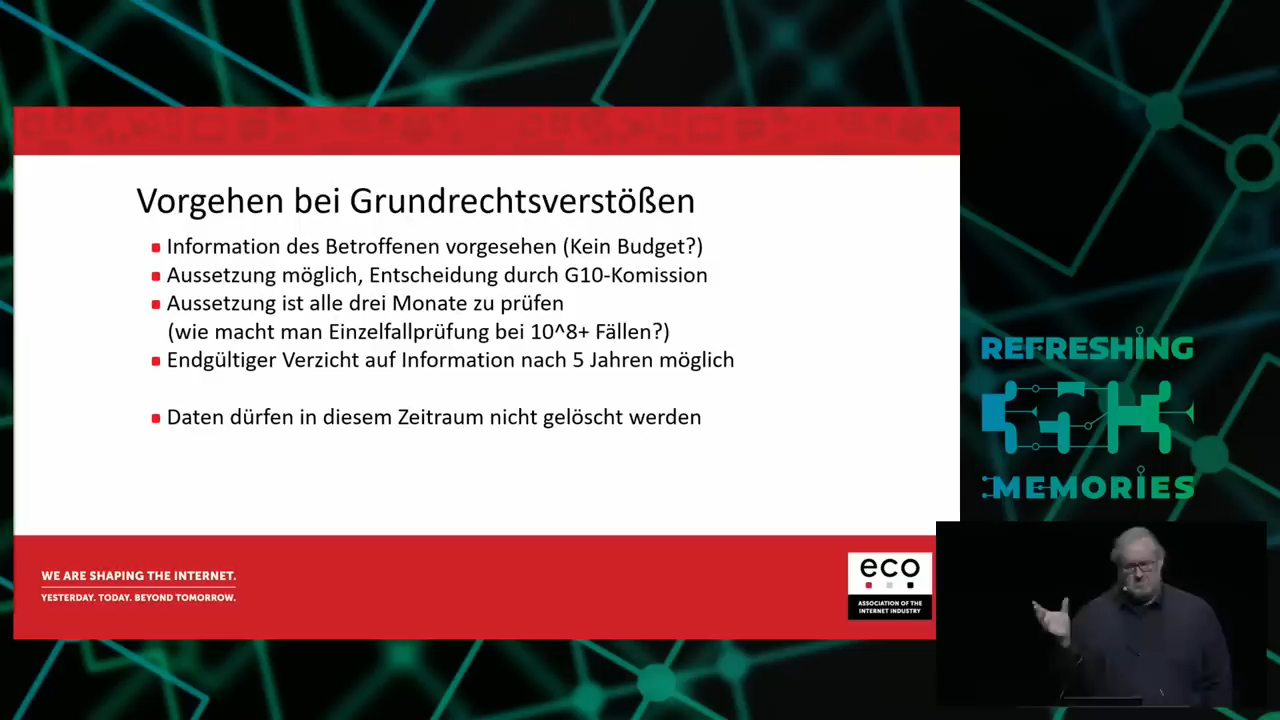 Vorgehen bei Grundrechtsverstößen
Information des Betroffenen vorgesehen (Kein Budget?)
Aussetzung möglich, Entscheidung durch G10-Komission
Aussetzung ist alle drei Monate zu prüfen
(wie macht man Einzelfallprüfung bei 10^8+ Fällen?)
Endgültiger Verzicht auf Information nach 5 Jahren möglich
Daten dürfen in diesem Zeitraum nicht gelöscht werden
WE ARE SHAPING THE INTERNET.
YESTERDAY. TODAY. BEYOND TOMORROW.
eco
ASSOCIATION OF THE
INTERNET INDUSTRY
REFRESHING
GPN
MEMORIES